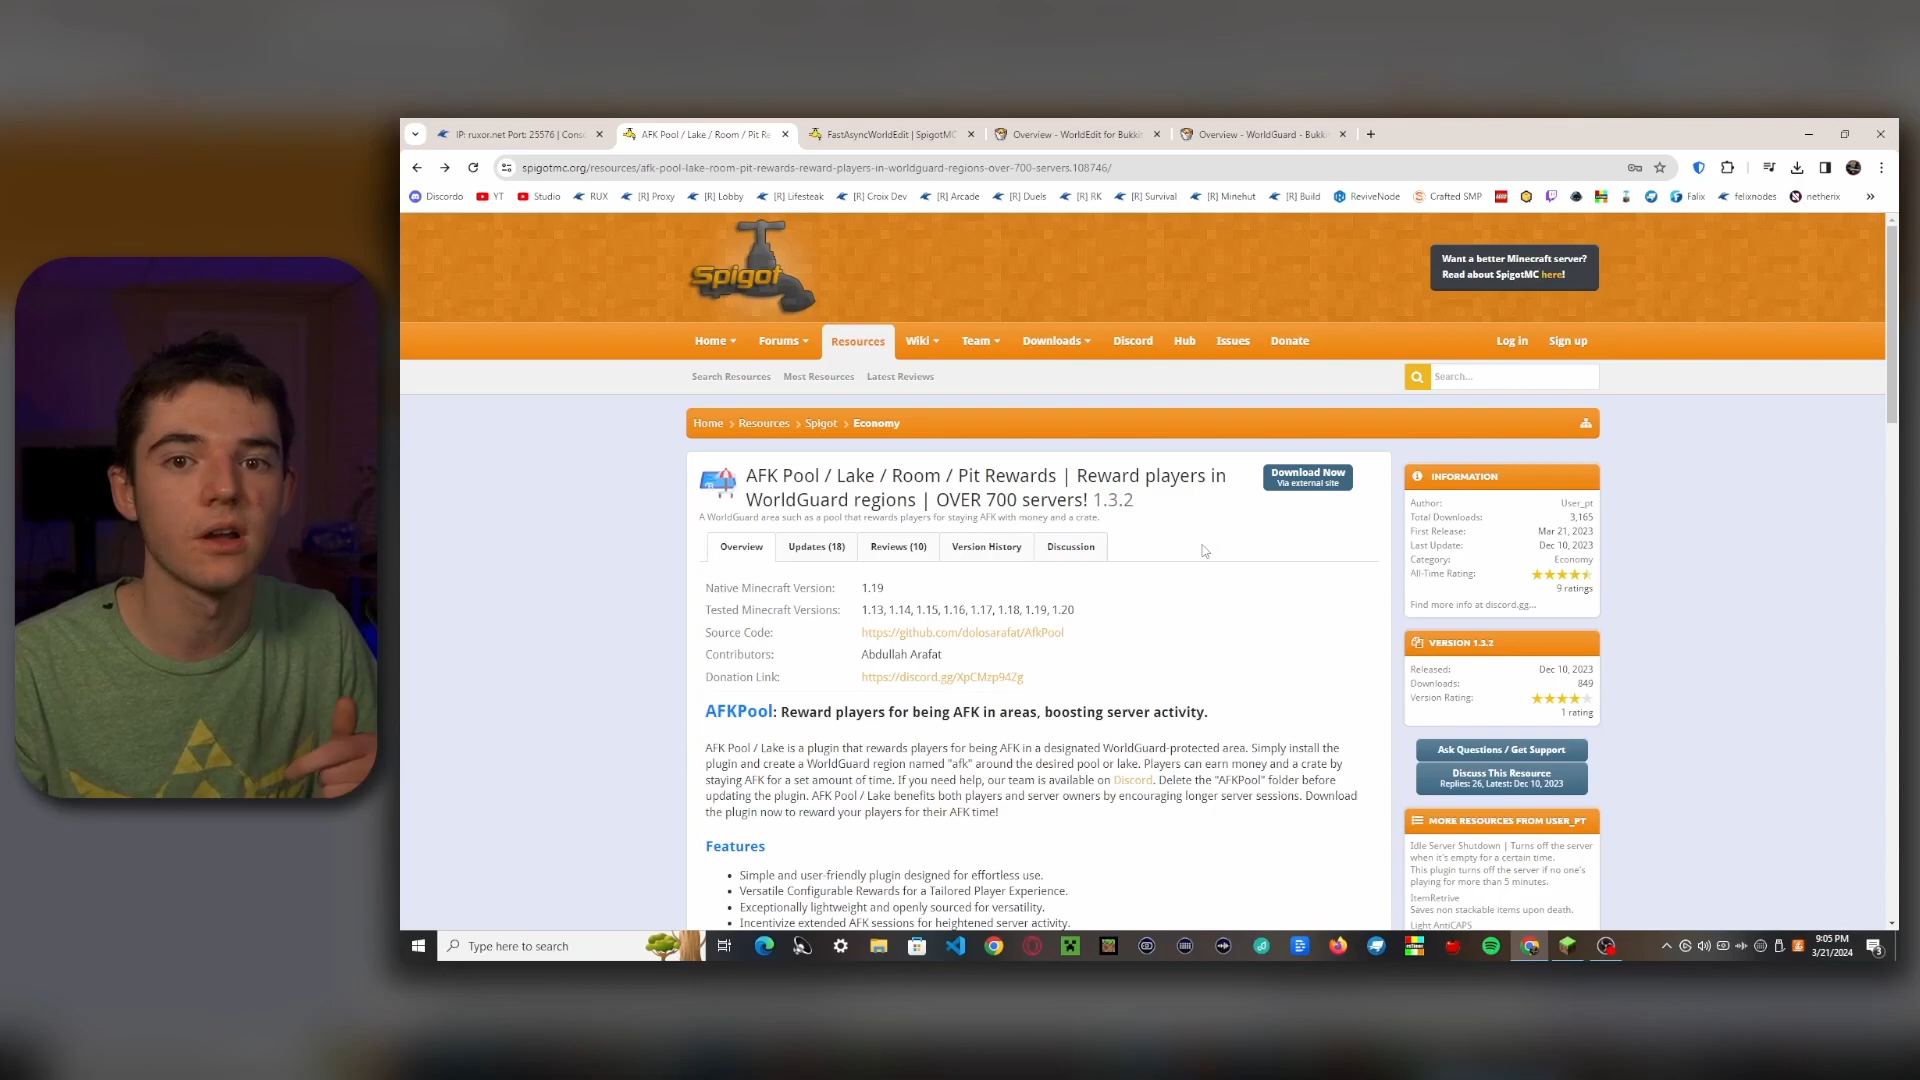 IP: ruxor.net Port: 25576 | Cons
AFK Pool / Lake / Room / Pit Re
FastAsyncWorldEdit | SpigotMC
Overview - WorldEdit for Bukkit
Overview - WorldGuard - Bukki
spigotmc.org/resources/afk-pool-lake-room-pit-rewards-reward-players-in-worldguard-regions-over-700-servers.108746/
Discordo
YT
Studio
RUX
[R] Proxy
[R] Lobby
[R] Lifesteak
[R] Croix Dev
[R] Arcade
[R] Duels
[R] RK
[R] Survival
[R] Minehut
[R] Build
ReviveNode
Crafted SMP
Falix
felixnodes
netherix
Spigot
Want a better Minecraft server?
Read about SpigotMC here!
Home
Forums
Resources
Wiki
Team
Downloads
Discord
Hub
Issues
Donate
Log in
Sign up
Search Resources
Most Resources
Latest Reviews
Search...
Home
Resources
Spigot
Economy
AFK Pool / Lake / Room / Pit Rewards | Reward players in
WorldGuard regions | OVER 700 servers! 1.3.2
A WorldGuard area such as a pool that rewards players for staying AFK with money and a crate.
Download Now
Via external site
Overview
Updates (18)
Reviews (10)
Version History
Discussion
Native Minecraft Version: 1.19
Tested Minecraft Versions: 1.13, 1.14, 1.15, 1.16, 1.17, 1.18, 1.19, 1.20
Source Code: https://github.com/dolosarafat/AfkPool
Contributors: Abdullah Arafat
Donation Link: https://discord.gg/XpCMzp94Zg
AFKPool: Reward players for being AFK in areas, boosting server activity.
AFK Pool / Lake is a plugin that rewards players for being AFK in a designated WorldGuard-protected area. Simply install the
plugin and create a WorldGuard region named "afk" around the desired pool or lake. Players can earn money and a crate by
staying AFK for a set amount of time. If you need help, our team is available on Discord. Delete the "AFKPool" folder before
updating the plugin. AFK Pool / Lake benefits both players and server owners by encouraging longer server sessions. Download
the plugin now to reward your players for their AFK time!
Features
• Simple and user-friendly plugin designed for effortless use.
• Versatile Configurable Rewards for a Tailored Player Experience.
• Exceptionally lightweight and openly sourced for versatility.
• Incentivize extended AFK sessions for heightened server activity.
INFORMATION
Author: User_pt
Total Downloads: 3,165
First Release: Mar 21, 2023
Last Update: Dec 10, 2023
Category: Economy
All-Time Rating:
9 ratings
Find more info at discord.gg...
VERSION 1.3.2
Released: Dec 10, 2023
Downloads: 849
Version Rating:
1 rating
Ask Questions / Get Support
Discuss This Resource
Replies: 26, Latest: Dec 10, 2023
MORE RESOURCES FROM USER_PT
Idle Server Shutdown | Turns off the server
when it's empty for a certain time.
This plugin turns off the server if no one's
playing for more than 5 minutes.
ItemRetrive
Saves non stackable items upon death.
Light AntiCAPS
Type here to search
9:05 PM
3/21/2024
3